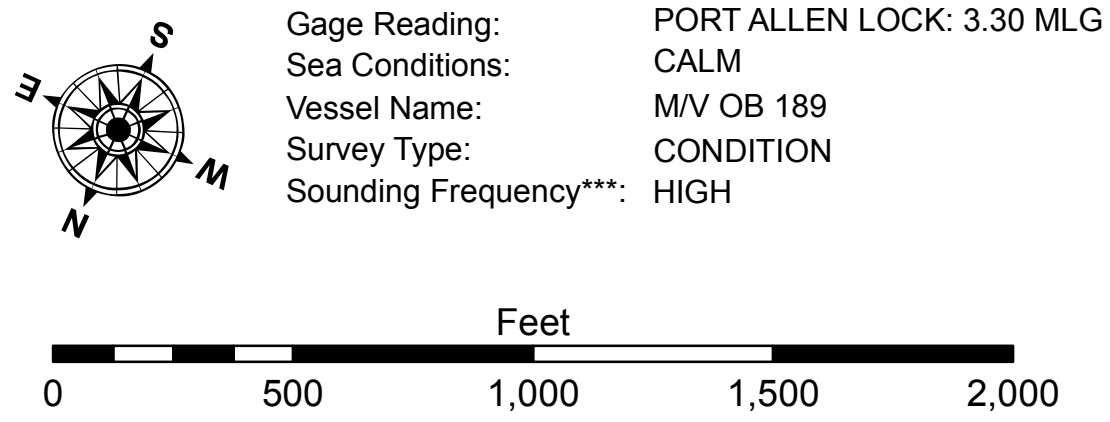 S
E
W
N
Gage Reading: PORT ALLEN LOCK: 3.30 MLG
Sea Conditions: CALM
Vessel Name: M/V OB 189
Survey Type: CONDITION
Sounding Frequency***: HIGH
Feet
0 500 1,000 1,500 2,000